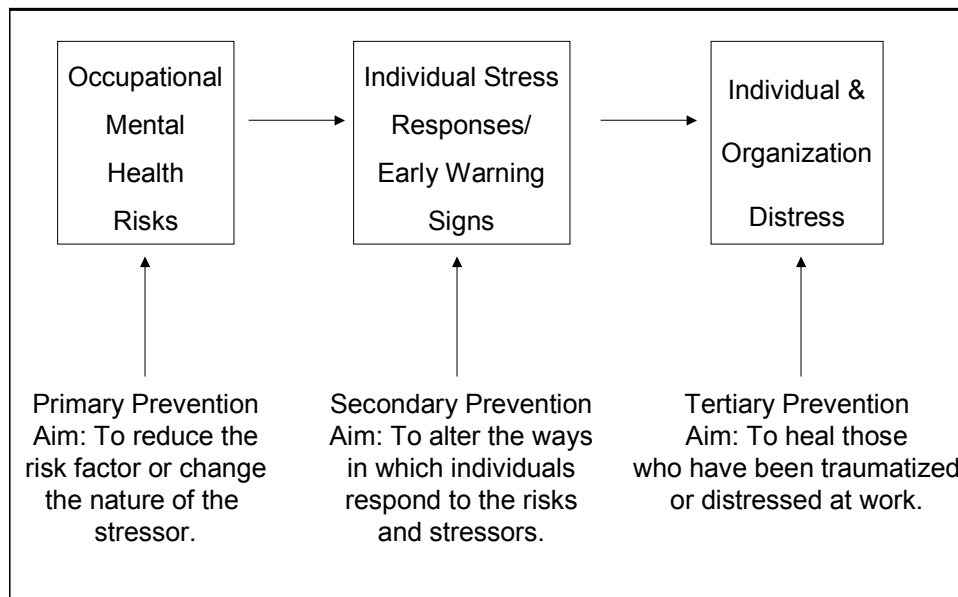 Occupational
Mental
Health
Risks
Individual Stress
Responses/
Early Warning
Signs
Individual &
Organization
Distress
Primary Prevention
Aim: To reduce the
risk factor or change
the nature of the
stressor.
Secondary Prevention
Aim: To alter the ways
in which individuals
respond to the risks
and stressors.
Tertiary Prevention
Aim: To heal those
who have been traumatized
or distressed at work.